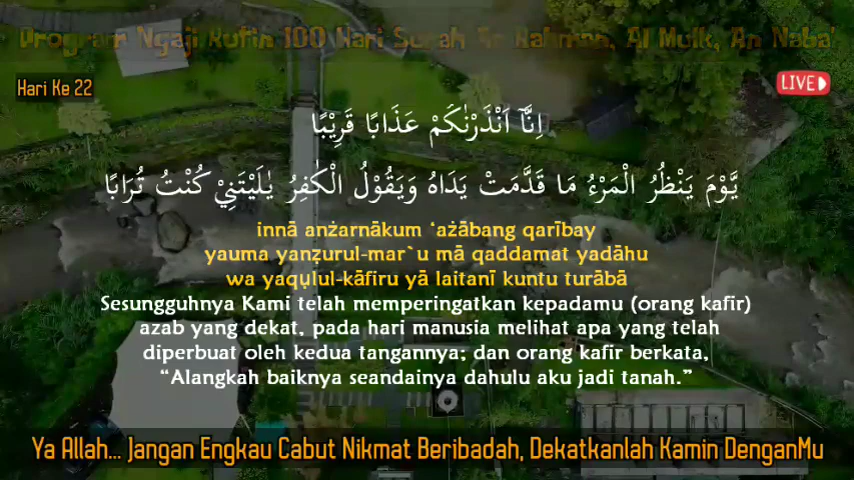 Program Ngaji Rutin 100 Hari Surah Ar Rahman, Al Mulk, An Naba'
Hari Ke 22
LIVE
اِنَّآ اَنْذَرْنٰكُمْ عَذَابًا قَرِيْبًا
يَّوْمَ يَنْظُرُ الْمَرْءُ مَا قَدَّمَتْ يَدَاهُ وَيَقُوْلُ الْكٰفِرُ يٰلَيْتَنِيْ كُنْتُ تُرَابًا
innā anżarnākum ‘ażābang qarībay
yauma yanẓurul-mar`u mā qaddamat yadāhu
wa yaqụlul-kāfiru yā laitanī kuntu turābā
Sesungguhnya Kami telah memperingatkan kepadamu (orang kafir)
azab yang dekat, pada hari manusia melihat apa yang telah
diperbuat oleh kedua tangannya; dan orang kafir berkata,
“Alangkah baiknya seandainya dahulu aku jadi tanah.”
Ya Allah... Jangan Engkau Cabut Nikmat Beribadah, Dekatkanlah Kamin DenganMu